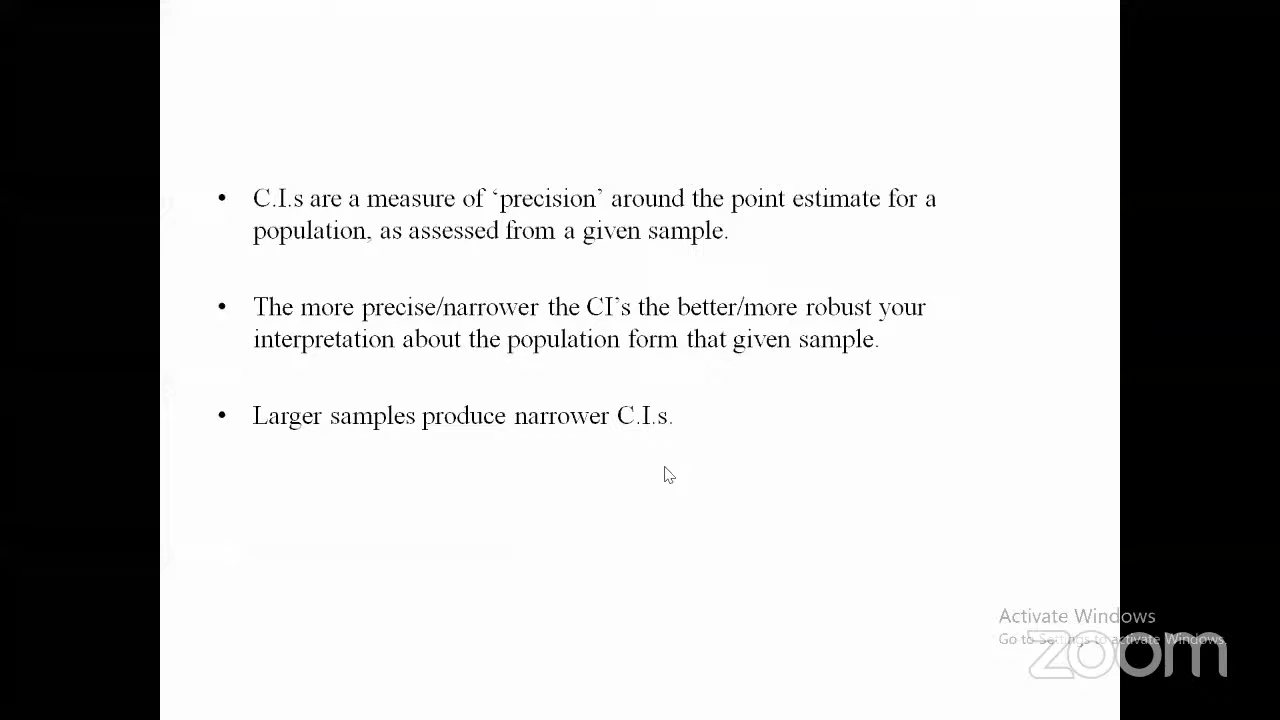 • C.I.s are a measure of ‘precision’ around the point estimate for a
population, as assessed from a given sample.
• The more precise/narrower the CI’s the better/more robust your
interpretation about the population form that given sample.
• Larger samples produce narrower C.I.s.
Activate Windows
Go to Settings to activate Windows.
zoom